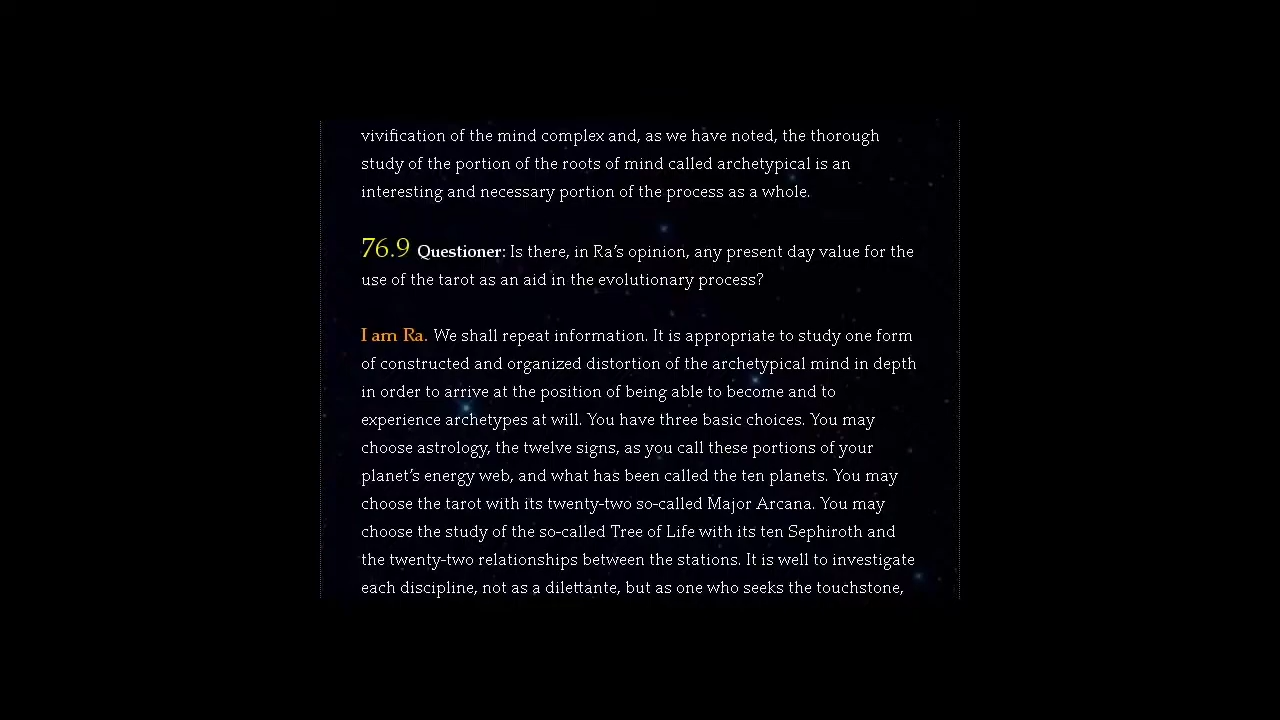 vivification of the mind complex and, as we have noted, the thorough
study of the portion of the roots of mind called archetypical is an
interesting and necessary portion of the process as a whole.
76.9 Questioner: Is there, in Ra's opinion, any present day value for the
use of the tarot as an aid in the evolutionary process?
I am Ra. We shall repeat information. It is appropriate to study one form
of constructed and organized distortion of the archetypical mind in depth
in order to arrive at the position of being able to become and to
experience archetypes at will. You have three basic choices. You may
choose astrology, the twelve signs, as you call these portions of your
planet's energy web, and what has been called the ten planets. You may
choose the tarot with its twenty-two so-called Major Arcana. You may
choose the study of the so-called Tree of Life with its ten Sephiroth and
the twenty-two relationships between the stations. It is well to investigate
each discipline, not as a dilettante, but as one who seeks the touchstone,